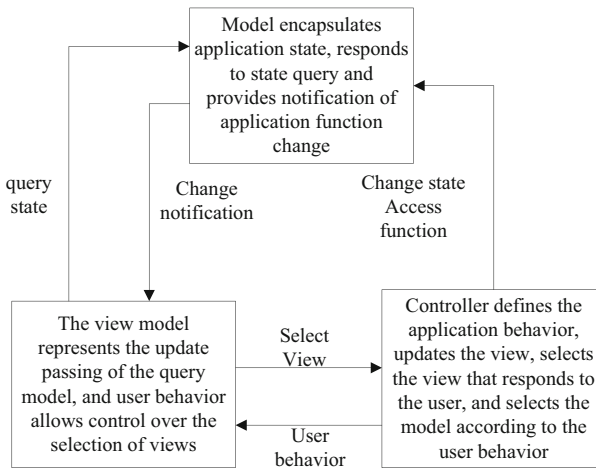 Model encapsulates
application state, responds
to state query and
provides notification of
application function
change
query
state
Change
notification
Change state
Access
function
The view model
represents the update
passing of the query
model, and user behavior
allows control over the
selection of views
Select
View
User
behavior
Controller defines the
application behavior,
updates the view, selects
the view that responds to
the user, and selects the
model according to the
user behavior